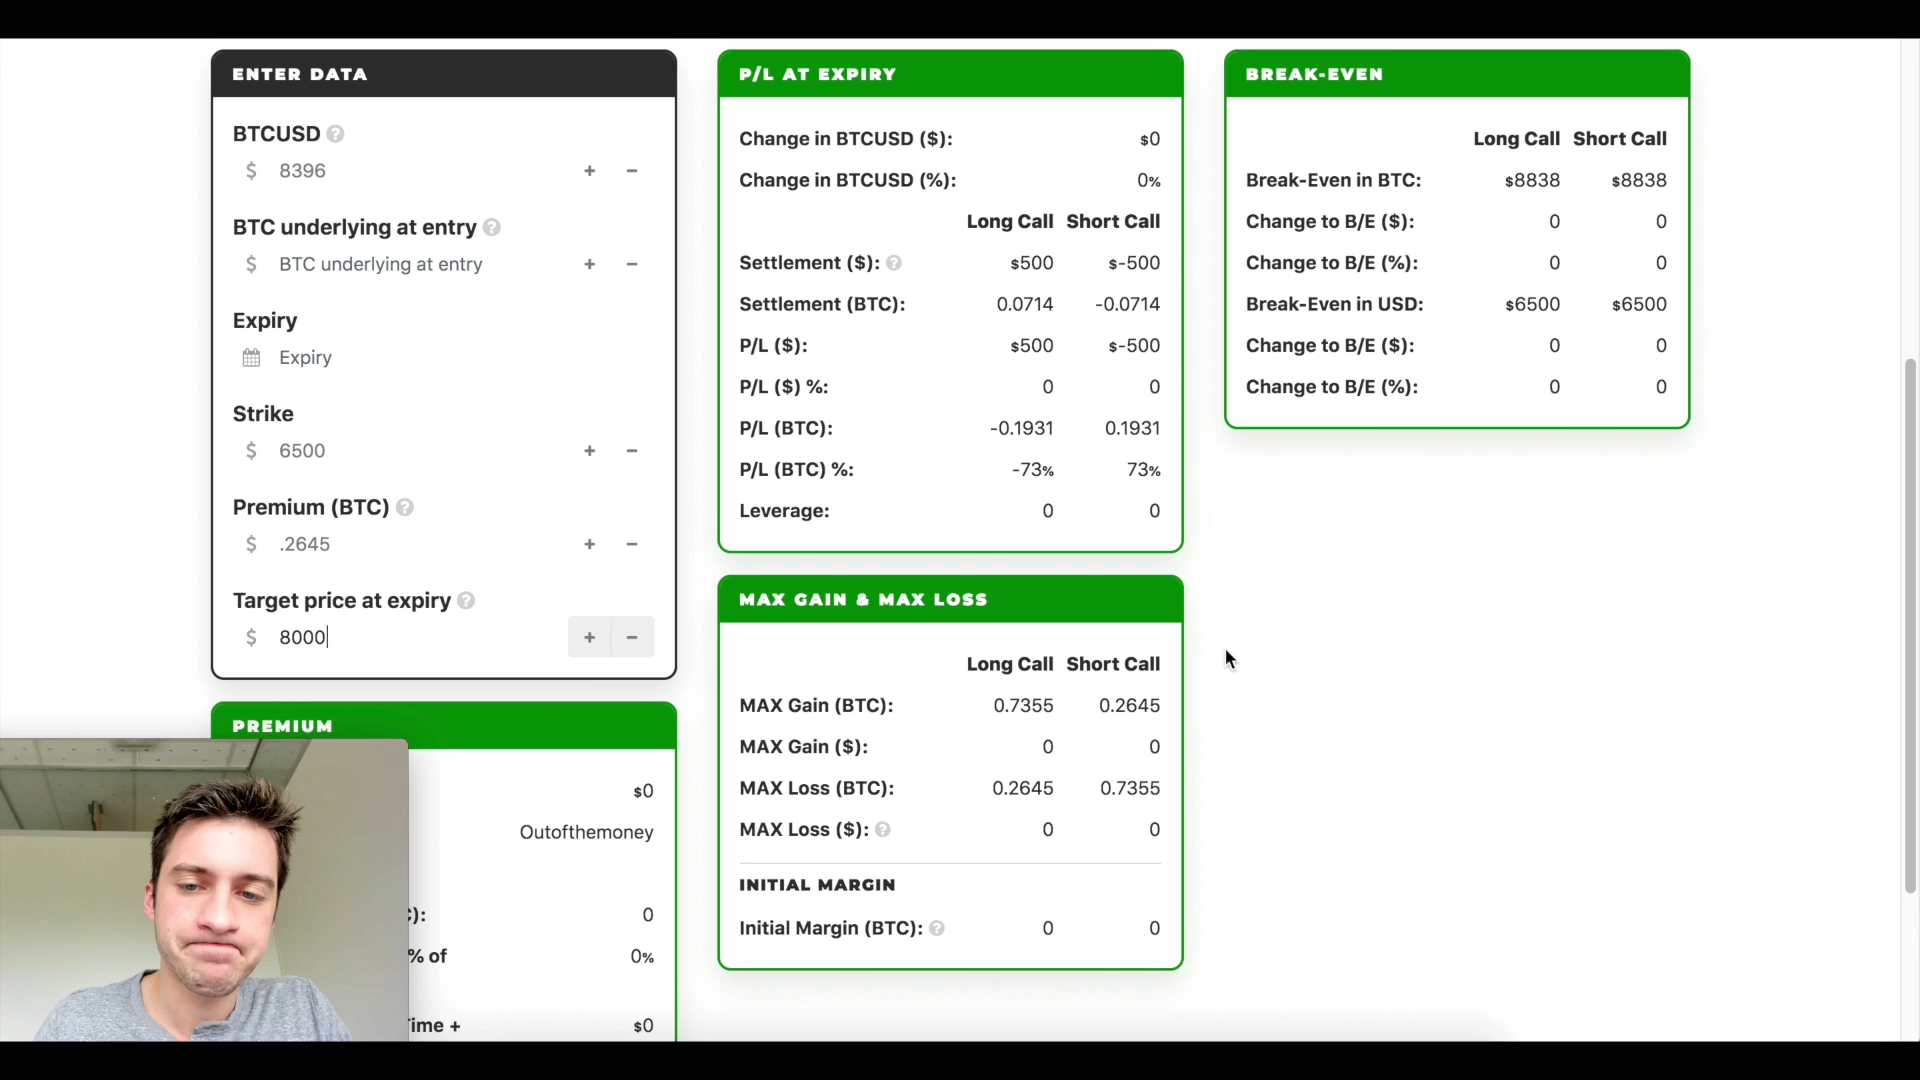 ENTER DATA
BTCUSD ?
$ 8396 + −
BTC underlying at entry ?
$ BTC underlying at entry + −
Expiry
Expiry
Strike
$ 6500 + −
Premium (BTC) ?
$ .2645 + −
Target price at expiry ?
$ 8000 + −
PREMIUM
$0
Outofthemoney
): 0
% of 0%
ime + $0
P/L AT EXPIRY
Change in BTCUSD ($): $0
Change in BTCUSD (%): 0%
Long Call Short Call
Settlement ($): ? $500 $-500
Settlement (BTC): 0.0714 -0.0714
P/L ($): $500 $-500
P/L ($) %: 0 0
P/L (BTC): -0.1931 0.1931
P/L (BTC) %: -73% 73%
Leverage: 0 0
MAX GAIN & MAX LOSS
Long Call Short Call
MAX Gain (BTC): 0.7355 0.2645
MAX Gain ($): 0 0
MAX Loss (BTC): 0.2645 0.7355
MAX Loss ($): ? 0 0
INITIAL MARGIN
Initial Margin (BTC): ? 0 0
BREAK-EVEN
Long Call Short Call
Break-Even in BTC: $8838 $8838
Change to B/E ($): 0 0
Change to B/E (%): 0 0
Break-Even in USD: $6500 $6500
Change to B/E ($): 0 0
Change to B/E (%): 0 0